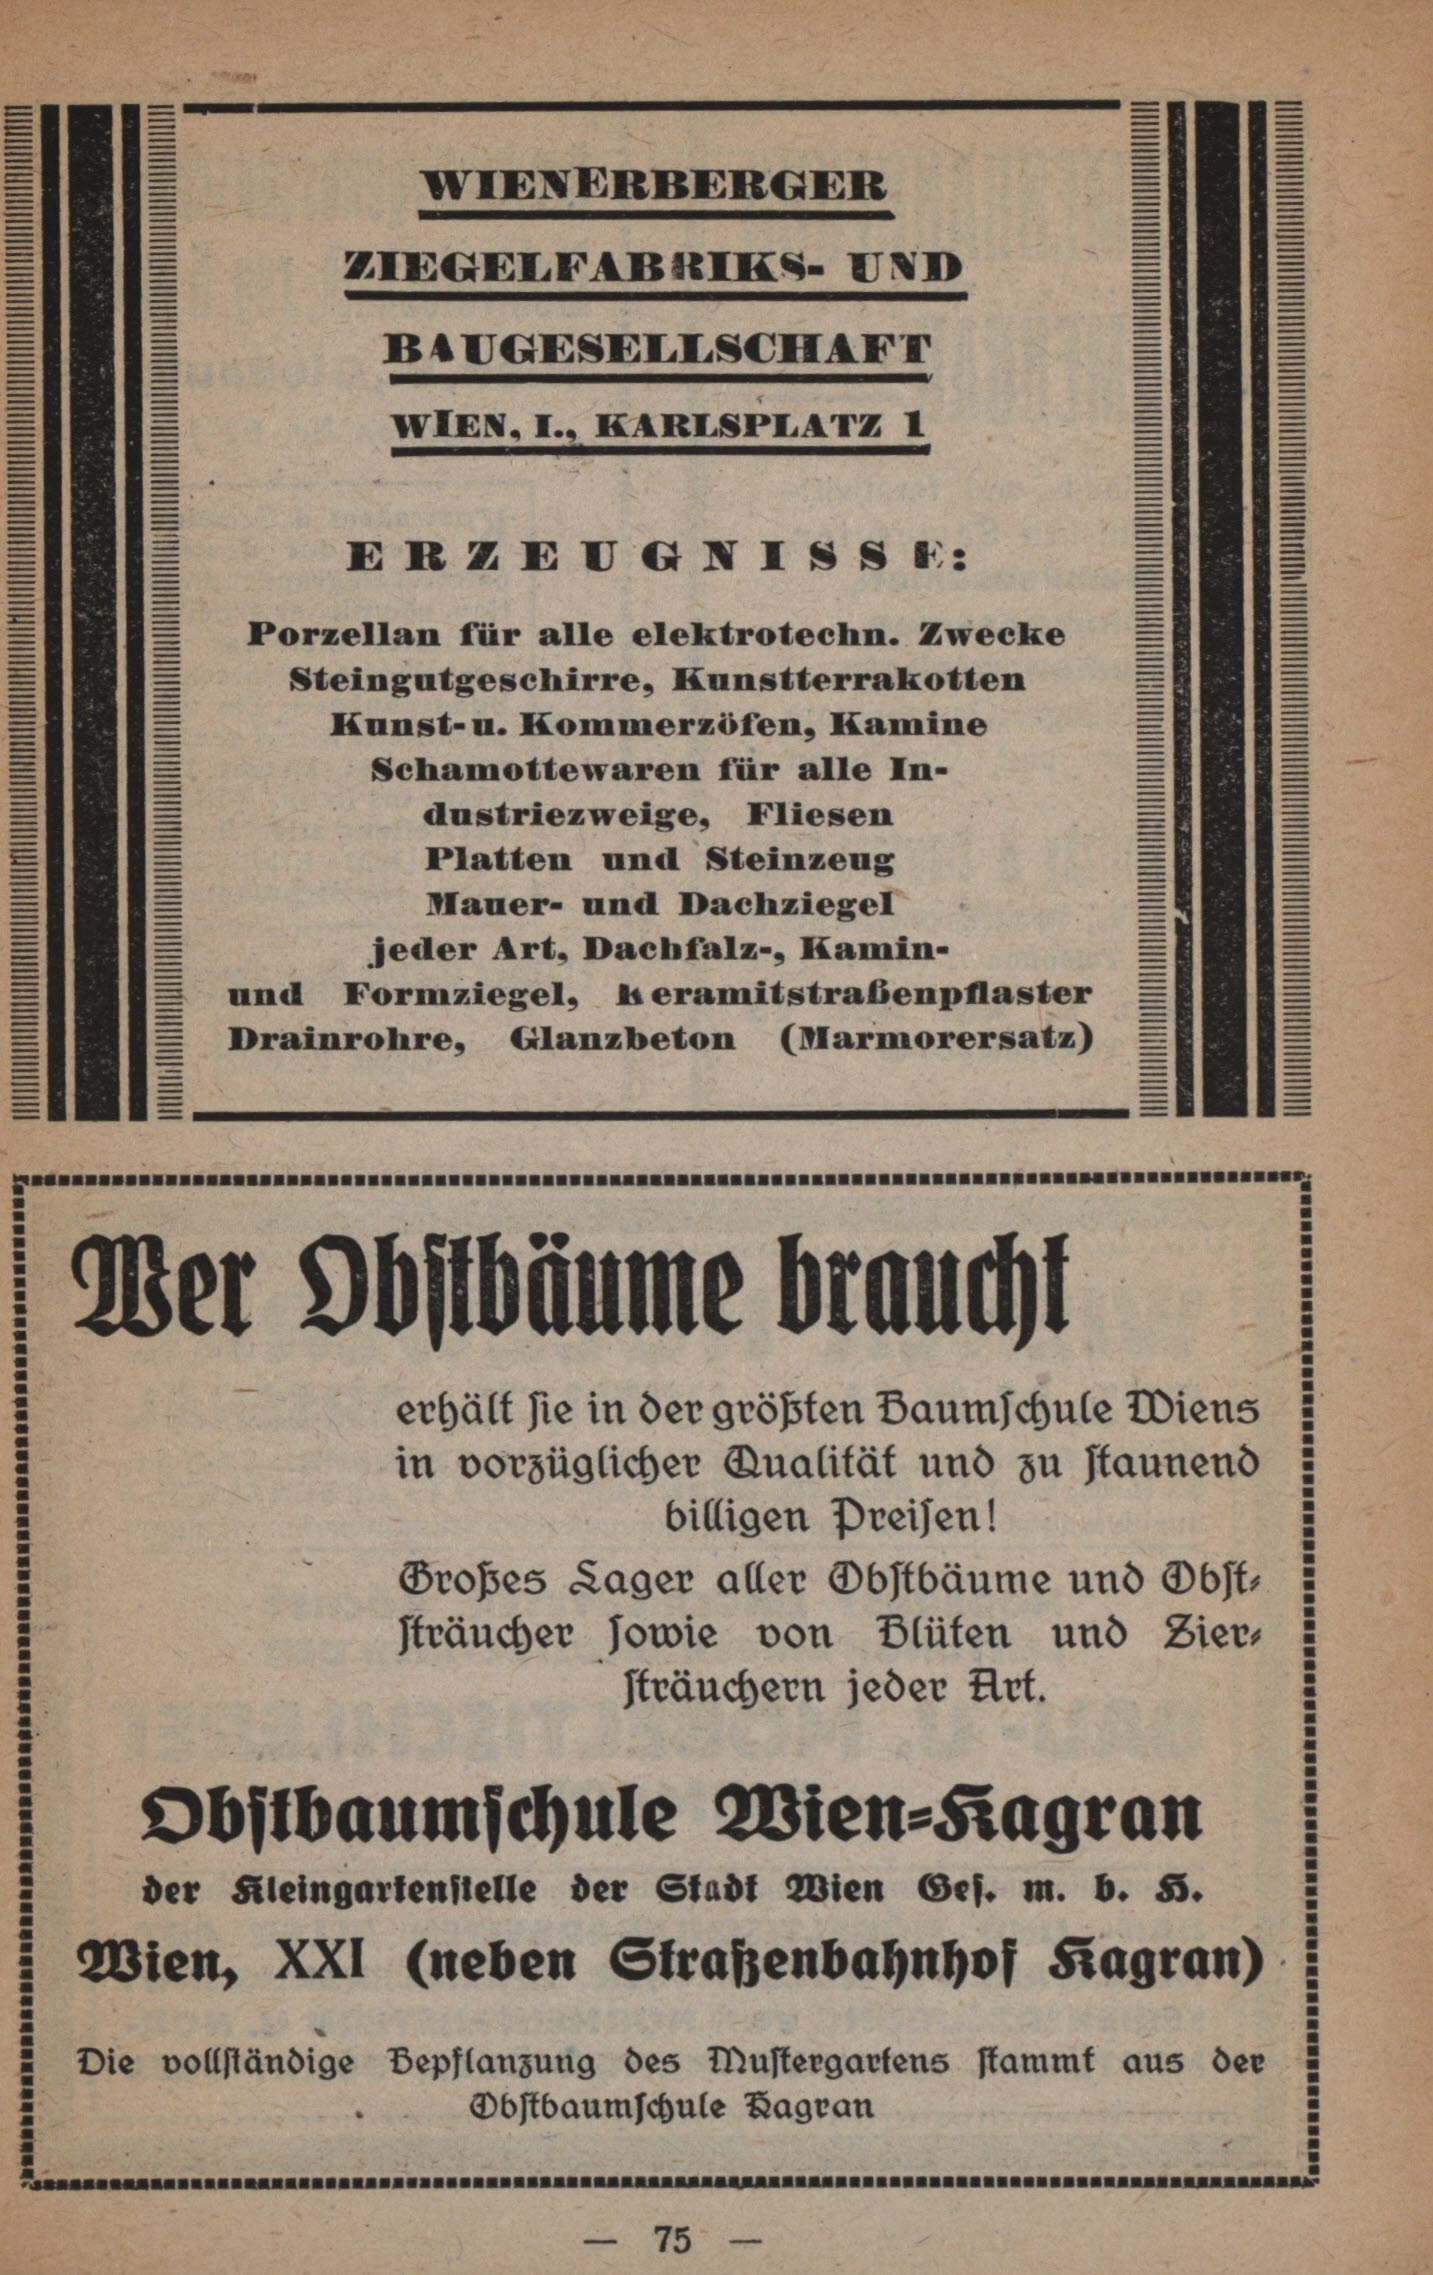 WIENERBERGER
ZIEGELFABRIKS- UND
BAUGESELLSCHAFT
WIEN, I., KARLSPLATZ 1
ERZEUGNISSE:
Porzellan für alle elektrotechn. Zwecke
Steingutgeschirre, Kunstterrakotten
Kunst- u. Kommerzöfen, Kamine
Schamottewaren für alle In-
dustriezweige, Fliesen
Platten und Steinzeug
Mauer- und Dachziegel
jeder Art, Dachfalz-, Kamin-
und Formziegel, Keramitstraßenpflaster
Drainrohre, Glanzbeton (Marmorersatz)
Wer Obstbäume braucht
erhält sie in der größten Baumschule Wiens
in vorzüglicher Qualität und zu staunend
billigen Preisen!
Großes Lager aller Obstbäume und Obst-
sträucher sowie von Blüten und Zier-
sträuchern jeder Art.
Obstbaumschule Wien-Kagran
der Kleingartenstelle der Stadt Wien Ges. m. b. H.
Wien, XXI (neben Straßenbahnhof Kagran)
Die vollständige Bepflanzung des Mustergartens stammt aus der
Obstbaumschule Kagran
— 75 —